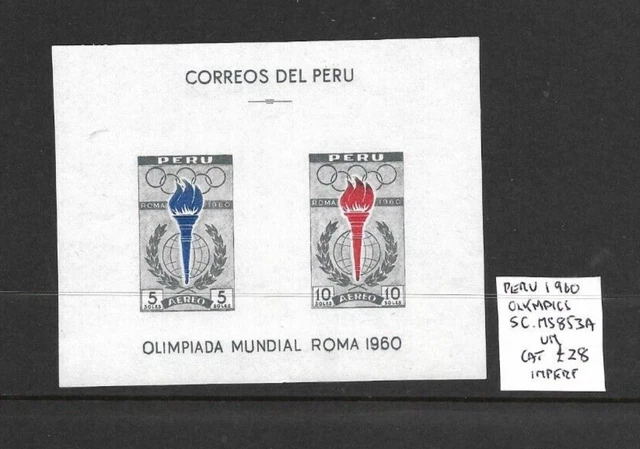 CORREOS DEL PERU
PERU
ROMA 1960
5 SOLES AEREO 5 SOLES
PERU
ROMA 1960
10 SOLES AEREO 10 SOLES
OLIMPIADA MUNDIAL ROMA 1960
PERU 1960
OLYMPICS
SC. MS853A
UM
CAT £28
IMPERF